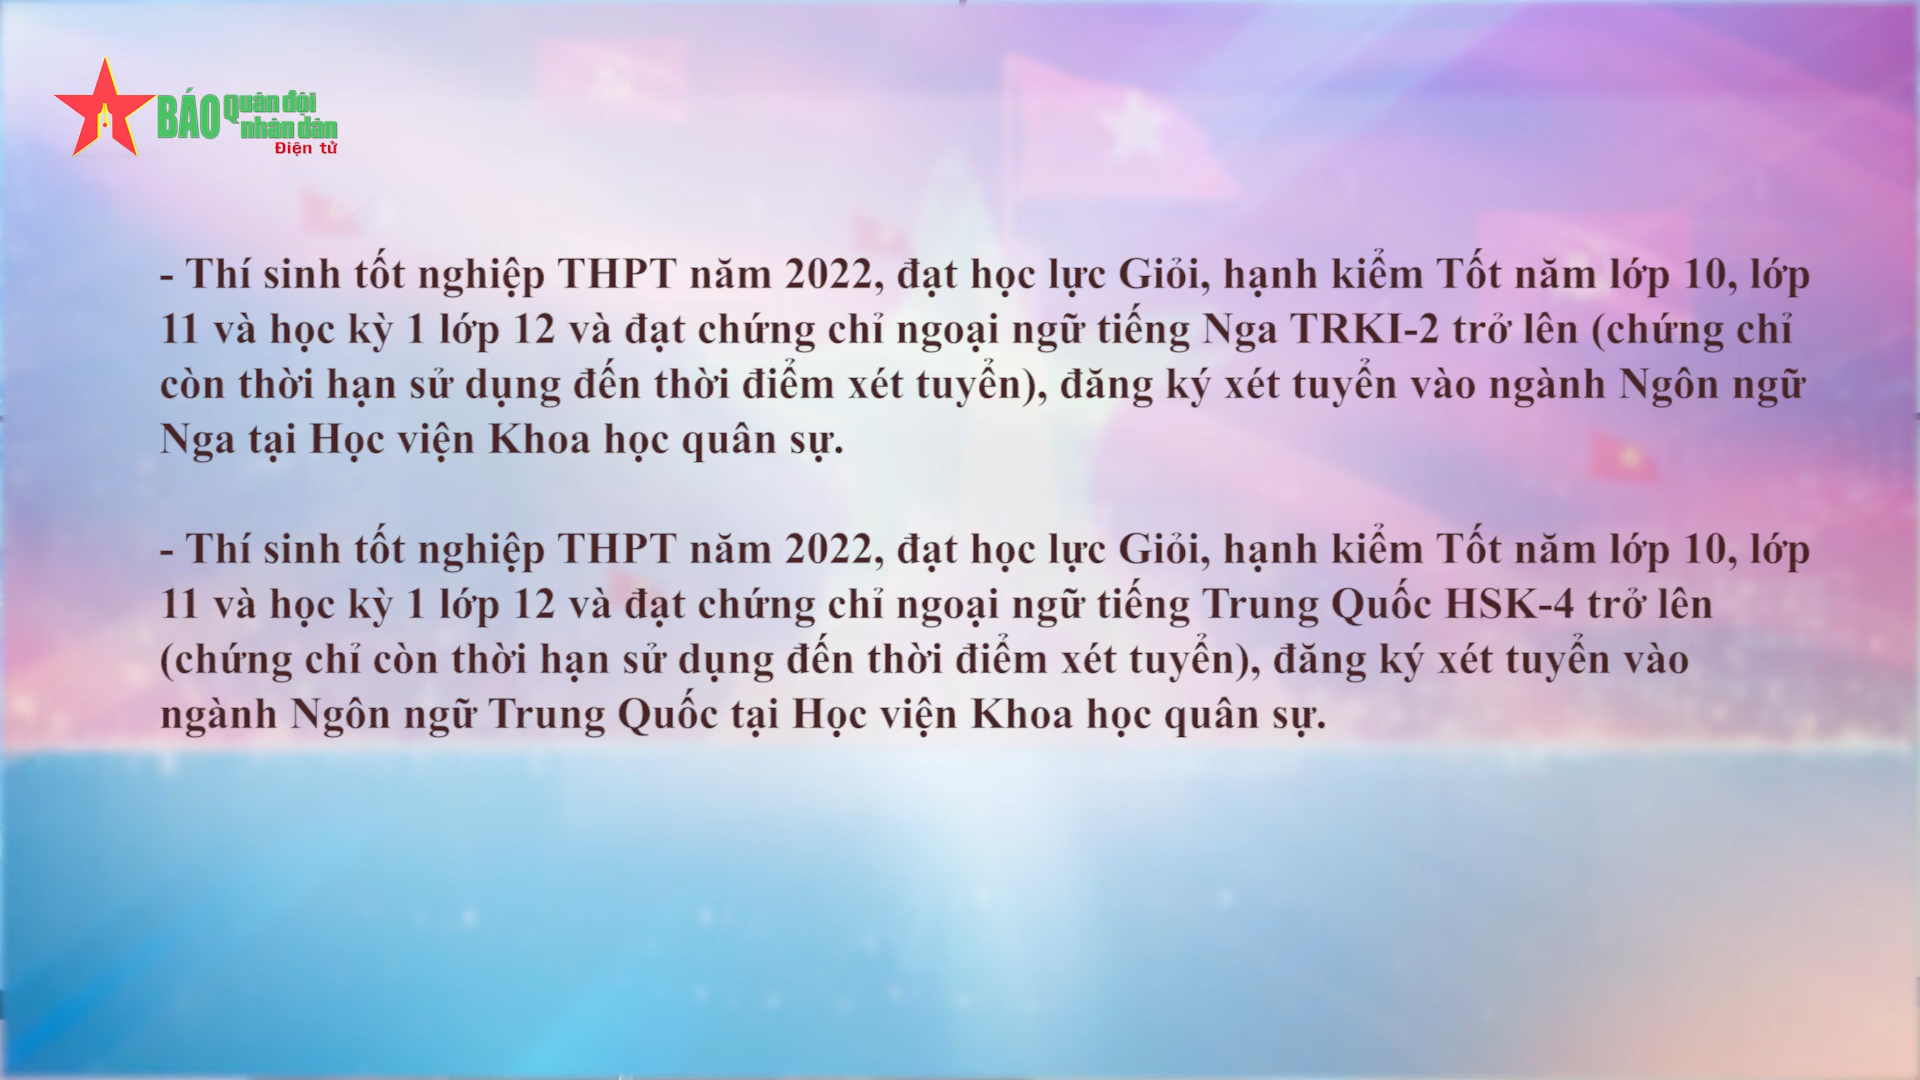 BÁO Quân đội
nhân dân
Điện tử
- Thí sinh tốt nghiệp THPT năm 2022, đạt học lực Giỏi, hạnh kiểm Tốt năm lớp 10, lớp
11 và học kỳ 1 lớp 12 và đạt chứng chỉ ngoại ngữ tiếng Nga TRKI-2 trở lên (chứng chỉ
còn thời hạn sử dụng đến thời điểm xét tuyển), đăng ký xét tuyển vào ngành Ngôn ngữ
Nga tại Học viện Khoa học quân sự.
- Thí sinh tốt nghiệp THPT năm 2022, đạt học lực Giỏi, hạnh kiểm Tốt năm lớp 10, lớp
11 và học kỳ 1 lớp 12 và đạt chứng chỉ ngoại ngữ tiếng Trung Quốc HSK-4 trở lên
(chứng chỉ còn thời hạn sử dụng đến thời điểm xét tuyển), đăng ký xét tuyển vào
ngành Ngôn ngữ Trung Quốc tại Học viện Khoa học quân sự.